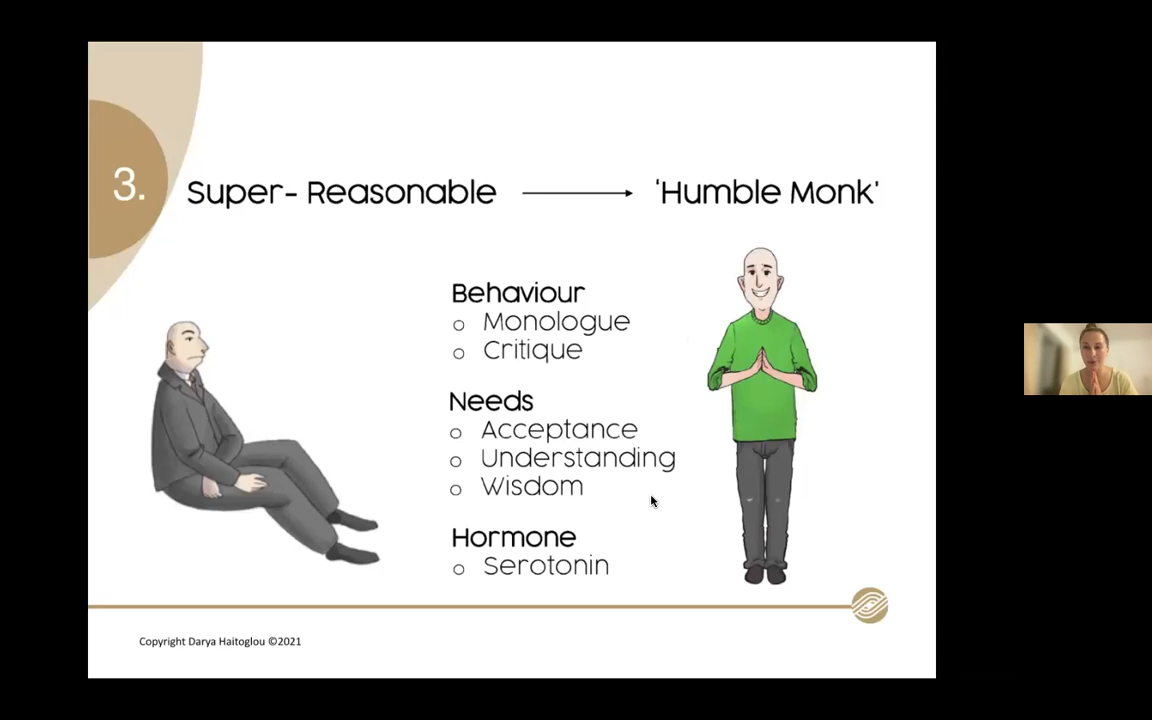 3.
Super- Reasonable
'Humble Monk'
Behaviour
Monologue
Critique
Needs
Acceptance
Understanding
Wisdom
Hormone
Serotonin
Copyright Darya Haitoglou ©2021